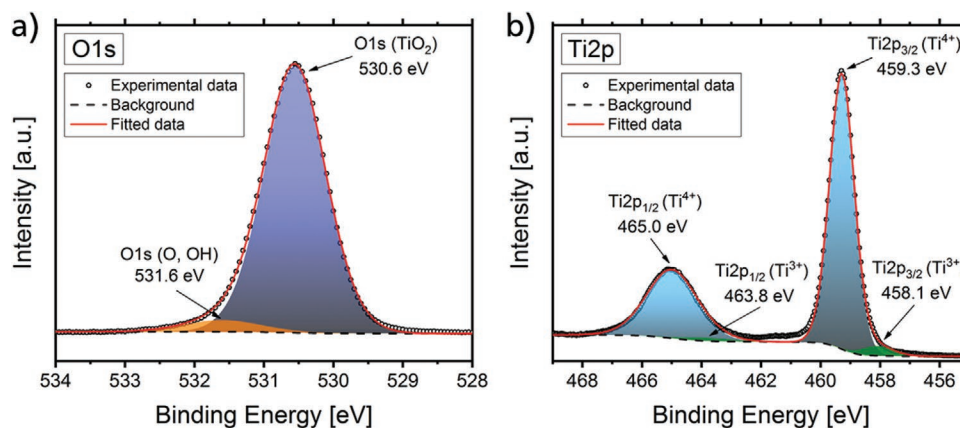 a)
O1s
Experimental data
Background
Fitted data
O1s (TiO₂)
530.6 eV
O1s (O, OH)
531.6 eV
Intensity [a.u.]
534 533 532 531 530 529 528
Binding Energy [eV]
b)
Ti2p
Experimental data
Background
Fitted data
Ti2p₃/₂ (Ti⁴⁺)
459.3 eV
Ti2p₁/₂ (Ti⁴⁺)
465.0 eV
Ti2p₁/₂ (Ti³⁺)
463.8 eV
Ti2p₃/₂ (Ti³⁺
458.1 eV
Intensity [a.u.]
468 466 464 462 460 458 456
Binding Energy [eV]